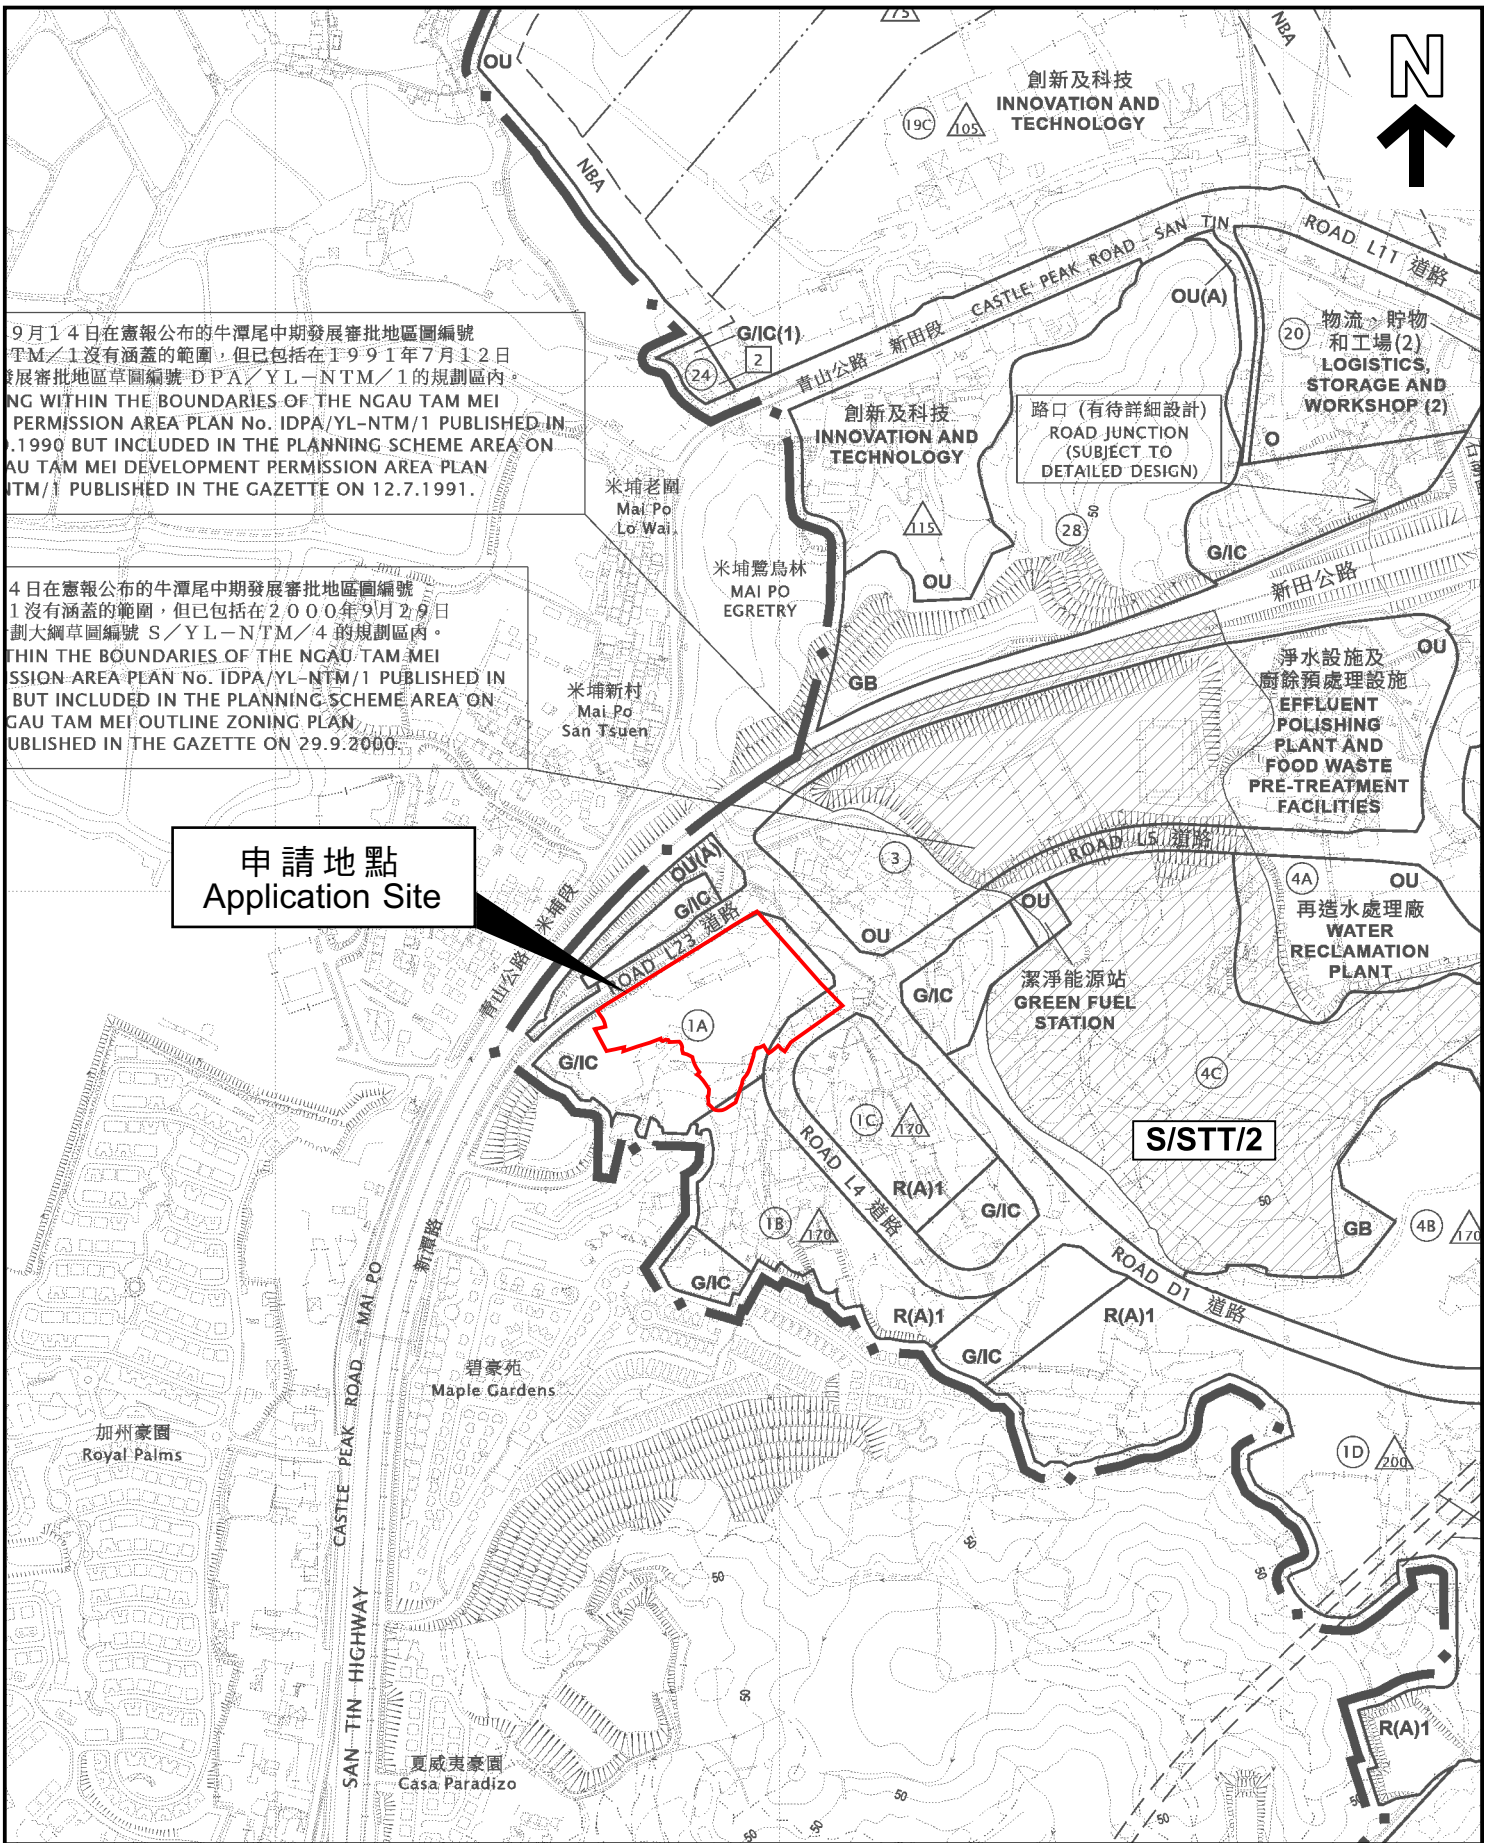 75
NBA
N
OU
創新及科技
INNOVATION AND
TECHNOLOGY
19C
105
NBA
CASTLE PEAK ROAD - SAN TIN
青山公路 - 新田段
ROAD L11 道路
OU(A)
20
物流、貯物
和工場(2)
LOGISTICS,
STORAGE AND
WORKSHOP (2)
O
G/IC(1)
2
24
9月14日在憲報公布的牛潭尾中期發展審批地區圖編號
TM／1沒有涵蓋的範圍，但已包括在1991年7月12日
發展審批地區草圖編號 DPA／YL－NTM／1的規劃區內。
NG WITHIN THE BOUNDARIES OF THE NGAU TAM MEI
PERMISSION AREA PLAN No. IDPA/YL-NTM/1 PUBLISHED IN
.1990 BUT INCLUDED IN THE PLANNING SCHEME AREA ON
AU TAM MEI DEVELOPMENT PERMISSION AREA PLAN
NTM/1 PUBLISHED IN THE GAZETTE ON 12.7.1991.
創新及科技
INNOVATION AND
TECHNOLOGY
115
OU
路口 (有待詳細設計)
ROAD JUNCTION
(SUBJECT TO
DETAILED DESIGN)
50
28
G/IC
米埔老圍
Mai Po
Lo Wai
米埔鷺鳥林
MAI PO
EGRETRY
新田公路
4日在憲報公布的牛潭尾中期發展審批地區圖編號
1沒有涵蓋的範圍，但已包括在2000年9月29日
劃大綱草圖編號 S／YL－NTM／4 的規劃區內。
THIN THE BOUNDARIES OF THE NGAU TAM MEI
SSION AREA PLAN No. IDPA/YL-NTM/1 PUBLISHED IN
BUT INCLUDED IN THE PLANNING SCHEME AREA ON
GAU TAM MEI OUTLINE ZONING PLAN
UBLISHED IN THE GAZETTE ON 29.9.2000.
米埔新村
Mai Po
San Tsuen
GB
OU
淨水設施及
廚餘預處理設施
EFFLUENT
POLISHING
PLANT AND
FOOD WASTE
PRE-TREATMENT
FACILITIES
申請地點
Application Site
OU(A)
G/IC
ROAD L23 道路
青山公路
米埔段
3
ROAD L5 道路
OU
OU
4A
OU
再造水處理廠
WATER
RECLAMATION
PLANT
潔淨能源站
GREEN FUEL
STATION
G/IC
1A
G/IC
4C
S/STT/2
50
1C
170
R(A)1
G/IC
ROAD L4 道路
1B
170
G/IC
GB
4B
170
ROAD D1 道路
R(A)1
R(A)1
G/IC
新潭路
CASTLE PEAK ROAD - MAI PO
SAN TIN HIGHWAY
碧豪苑
Maple Gardens
加州豪園
Royal Palms
1D
200
50
50
50
50
R(A)1
夏威夷豪園
Casa Paradizo
50
50
50
50
50